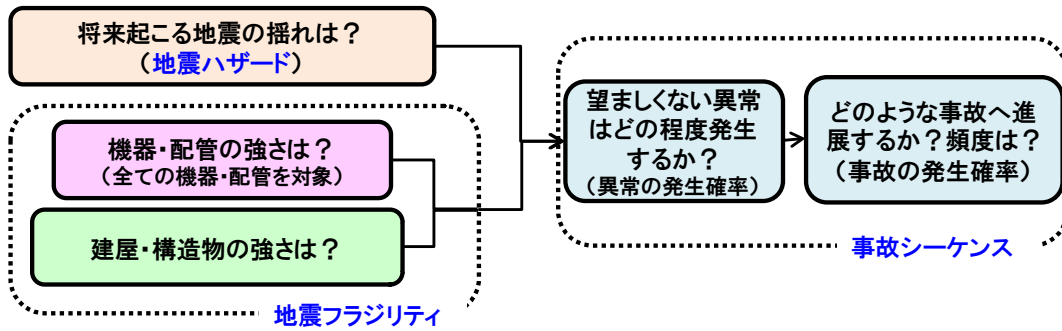 将来起こる地震の揺れは？
（地震ハザード）
機器・配管の強さは？
（全ての機器・配管を対象）
建屋・構造物の強さは？
地震フラジリティ
望ましくない異常
はどの程度発生
するか？
（異常の発生確率）
どのような事故へ進
展するか？頻度は？
（事故の発生確率）
事故シーケンス